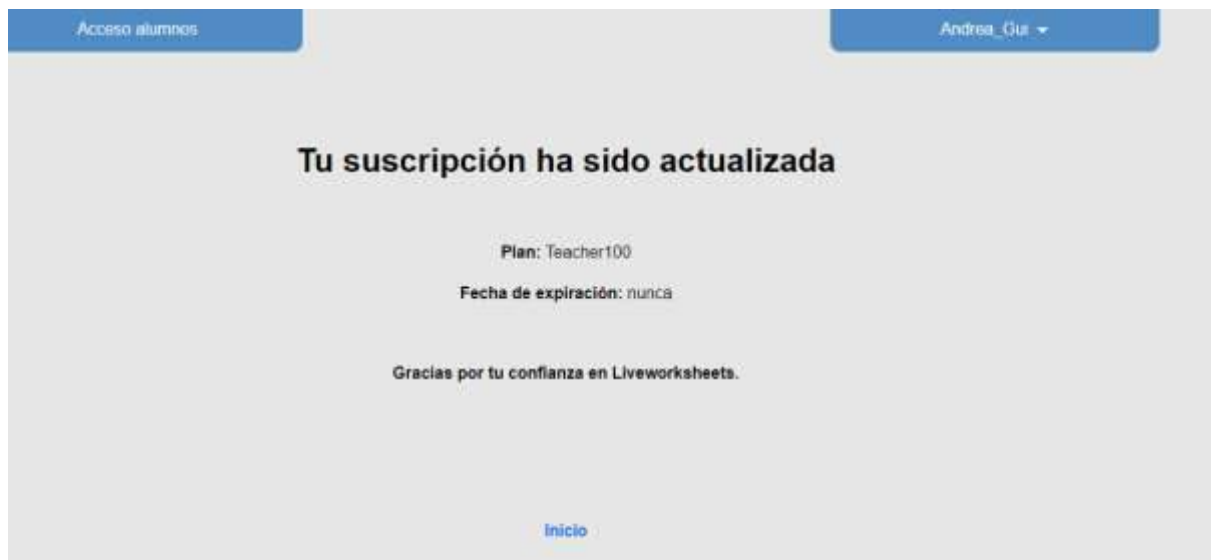 Acceso alumnos
Andrea_Gui
Tu suscripción ha sido actualizada
Plan: Teacher100
Fecha de expiración: nunca
Gracias por tu confianza en Liveworksheets.
Inicio